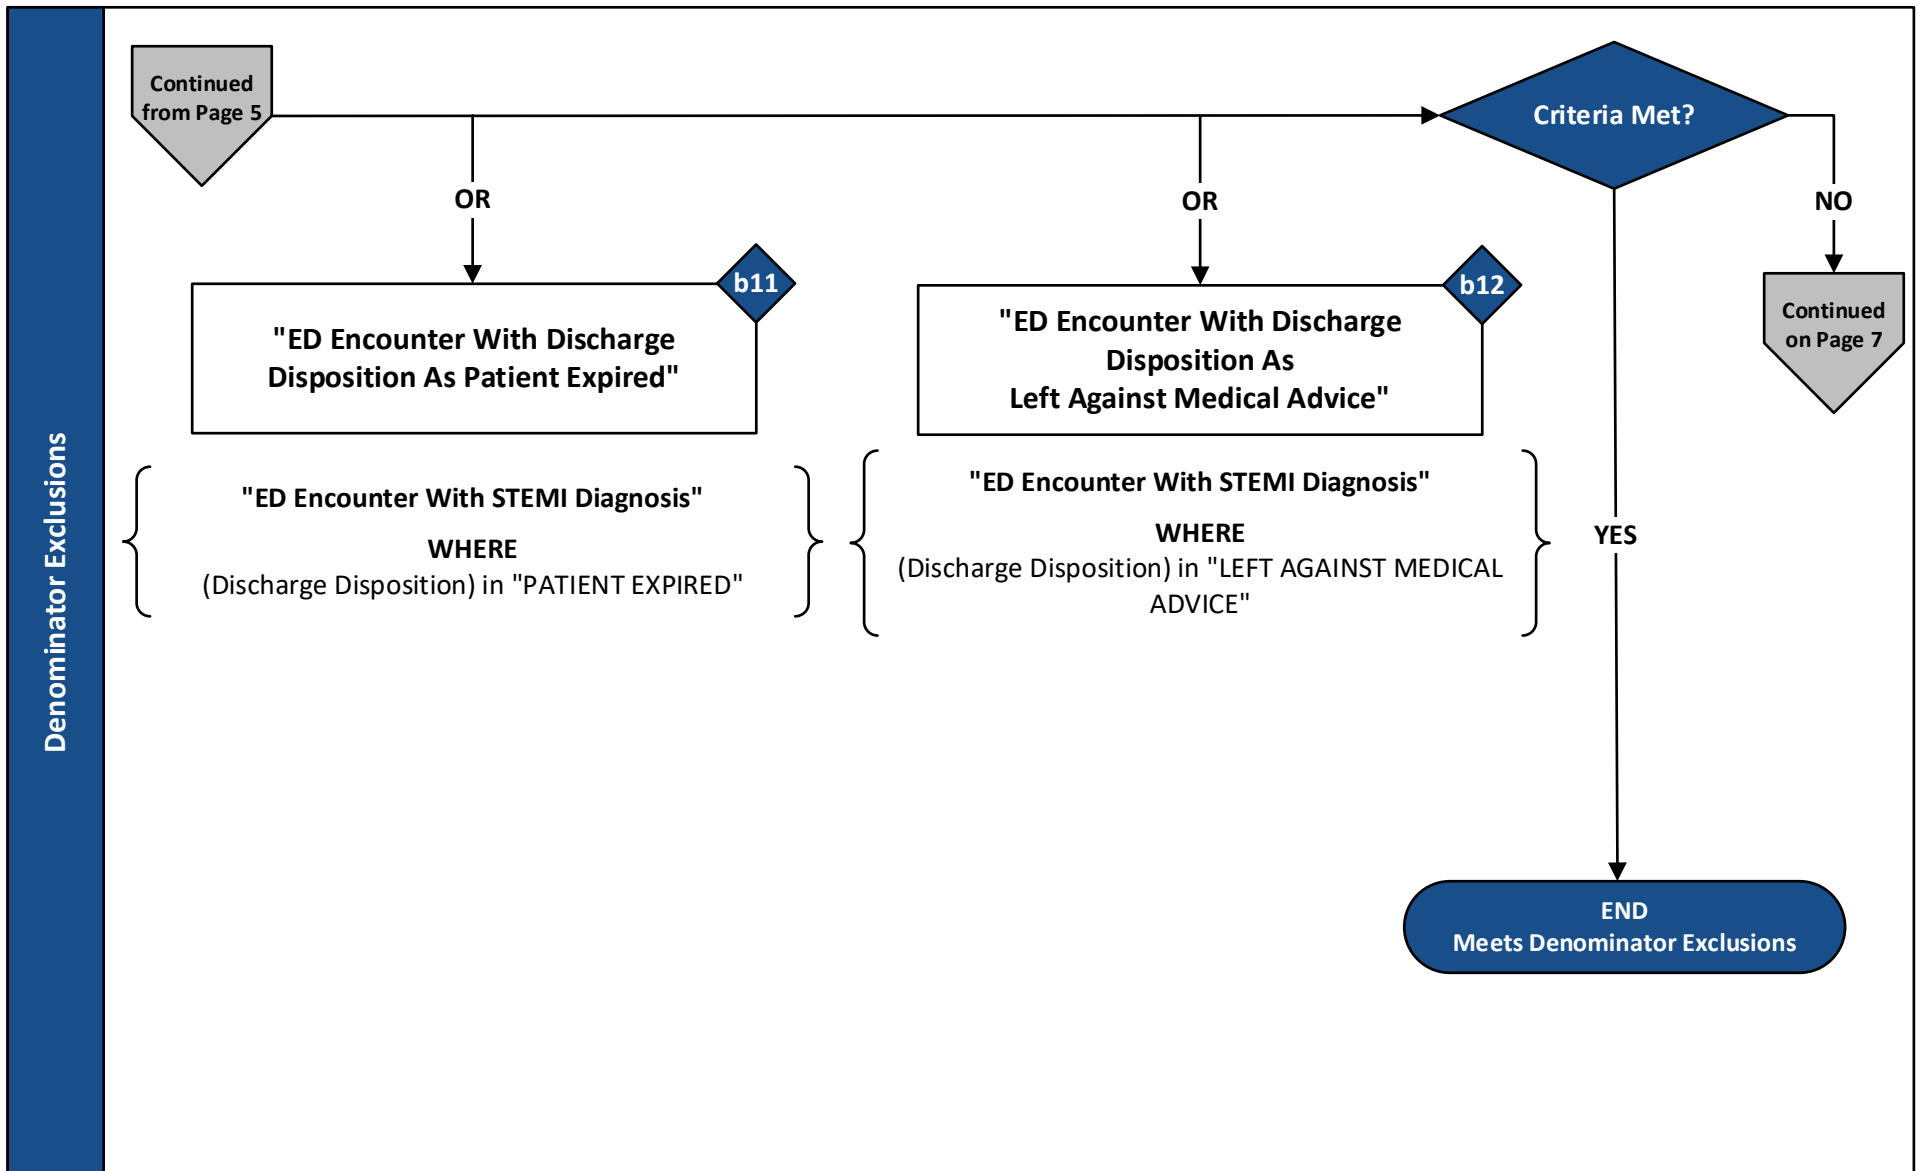 Denominator Exclusions
Continued
from Page 5
Criteria Met?
OR
OR
NO
YES
b11
"ED Encounter With Discharge
Disposition As Patient Expired"
b12
"ED Encounter With Discharge
Disposition As
Left Against Medical Advice"
Continued
on Page 7
"ED Encounter With STEMI Diagnosis"
WHERE
(Discharge Disposition) in "PATIENT EXPIRED"
"ED Encounter With STEMI Diagnosis"
WHERE
(Discharge Disposition) in "LEFT AGAINST MEDICAL
ADVICE"
END
Meets Denominator Exclusions